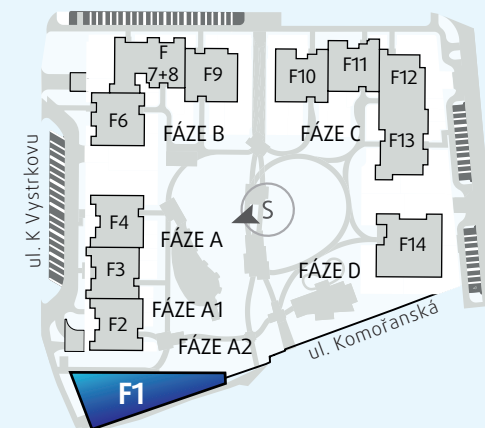 F
7+8
F9
F10
F11
F12
F6
FÁZE B
FÁZE C
F13
ul. K Vystrkovu
F4
S
FÁZE A
F14
F3
FÁZE D
FÁZE A1
F2
FÁZE A2
ul. Komořanská
F1